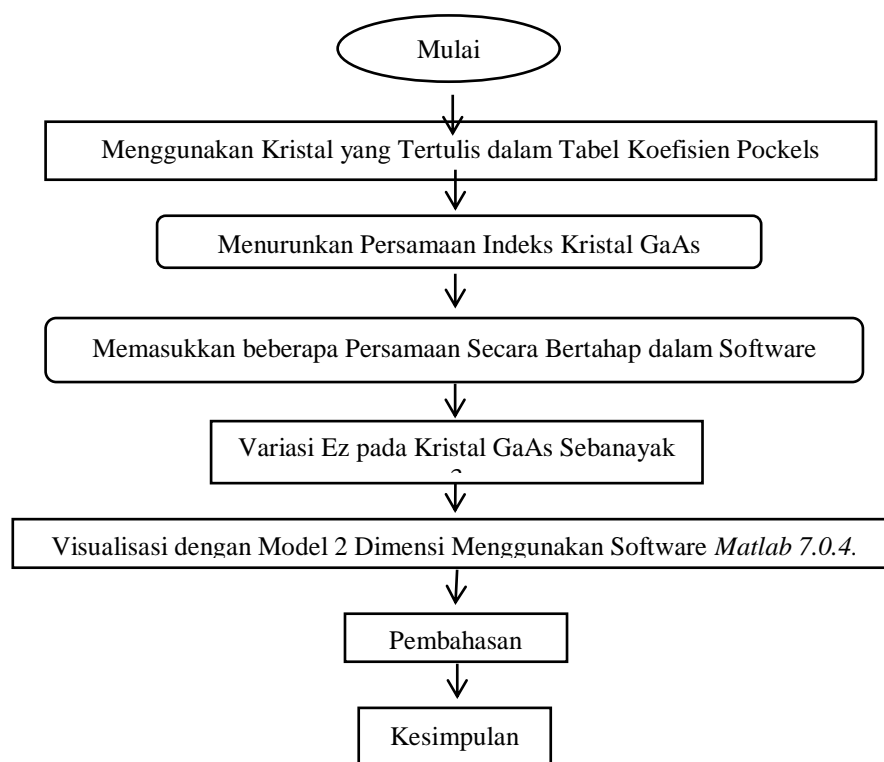 Mulai
Menggunakan Kristal yang Tertulis dalam Tabel Koefisien Pockels
Menurunkan Persamaan Indeks Kristal GaAs
Memasukkan beberapa Persamaan Secara Bertahap dalam Software
Variasi Ez pada Kristal GaAs Sebanayak
Visualisasi dengan Model 2 Dimensi Menggunakan Software Matlab 7.0.4.
Pembahasan
Kesimpulan